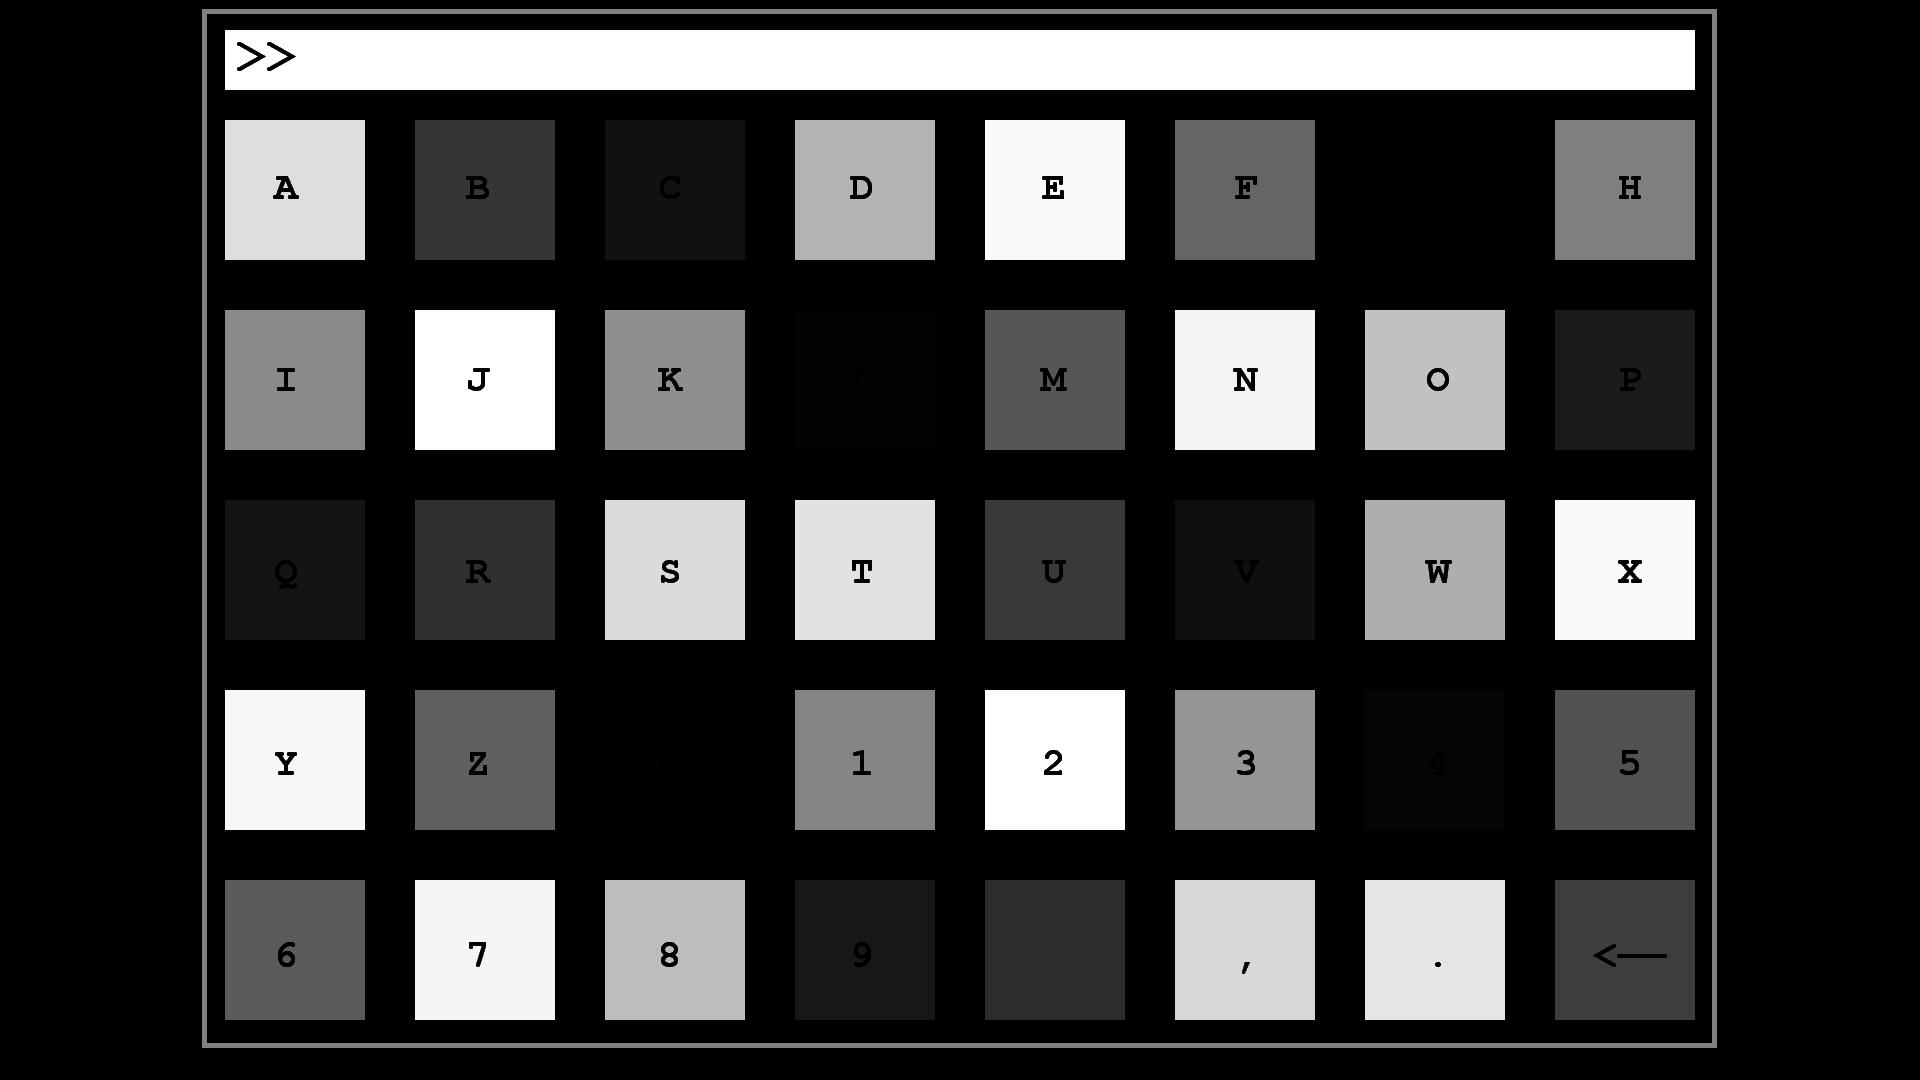 >>
A B C D E F H
I J K L M N O P
Q R S T U V W X
Y Z 1 2 3 4 5
6 7 8 9 , . <—